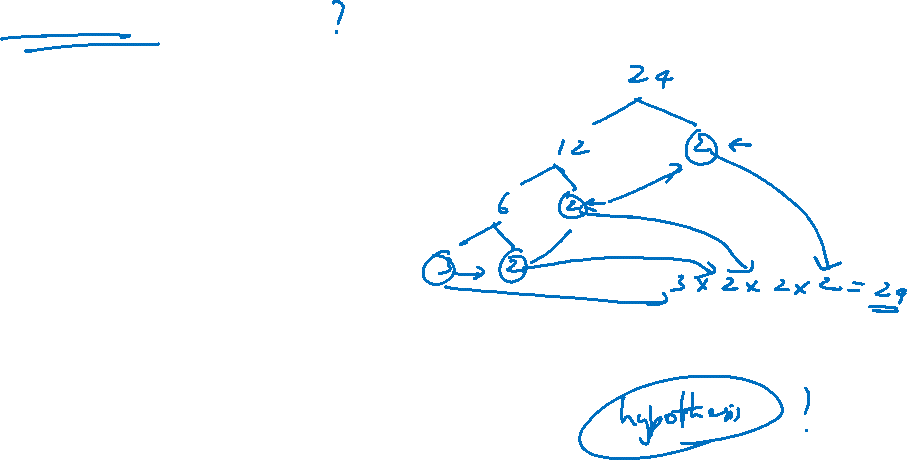 ?
24
12 2 ←
6 2
3 → 2
3 x 2 x 2 x 2 = 24
hypothesis !